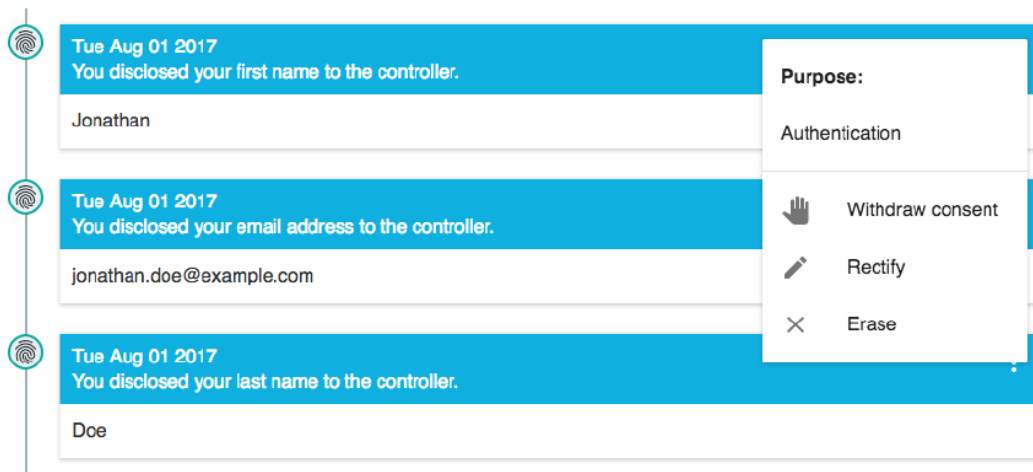 Tue Aug 01 2017
You disclosed your first name to the controller.
Jonathan
Tue Aug 01 2017
You disclosed your email address to the controller.
jonathan.doe@example.com
Tue Aug 01 2017
You disclosed your last name to the controller.
Doe
Purpose:
Authentication
Withdraw consent
Rectify
Erase